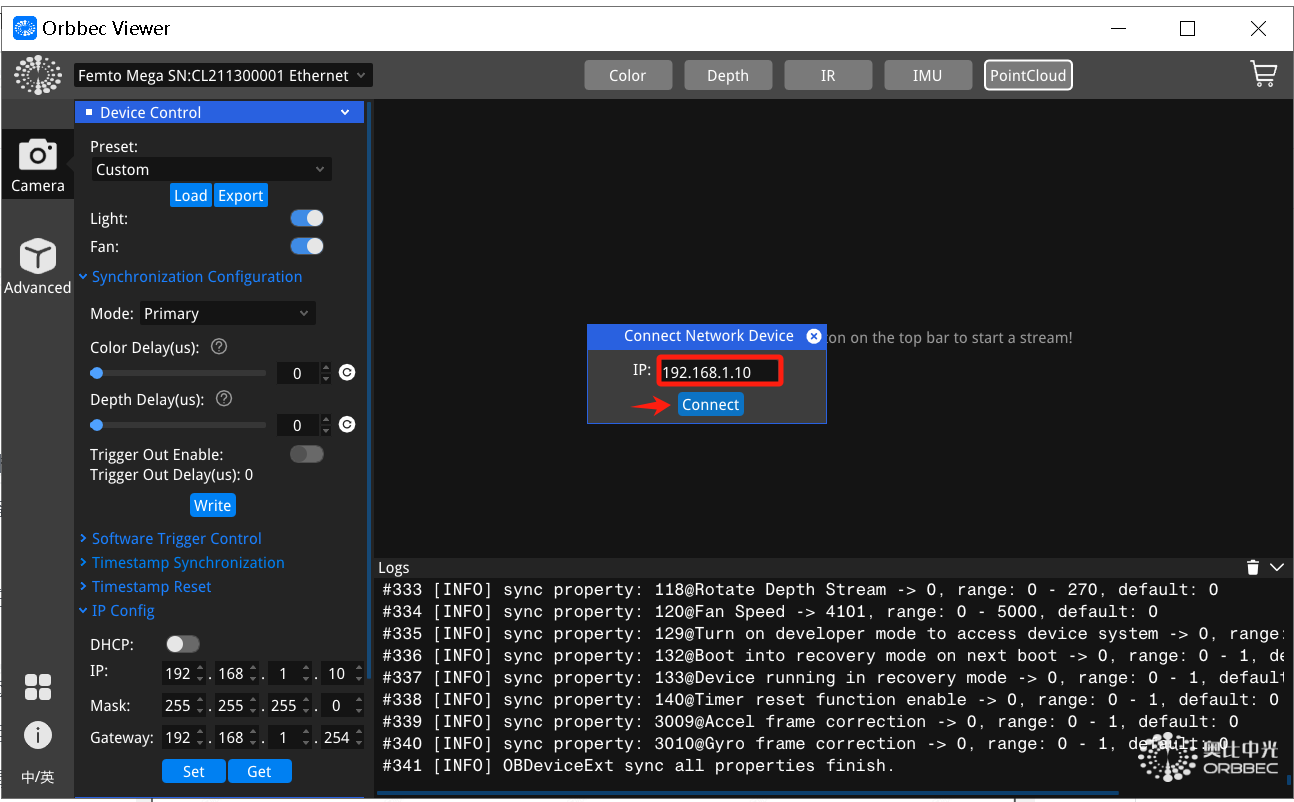 Orbbec Viewer
Femto Mega SN:CL211300001 Ethernet
Color Depth IR IMU PointCloud
Camera
Advanced
中/英
Device Control
Preset:
Custom
Load Export
Light:
Fan:
Synchronization Configuration
Mode: Primary
Color Delay(us): ?
0
Depth Delay(us): ?
0
Trigger Out Enable:
Trigger Out Delay(us): 0
Write
Software Trigger Control
Timestamp Synchronization
Timestamp Reset
IP Config
DHCP:
IP: 192 . 168 . 1 . 10
Mask: 255 . 255 . 255 . 0
Gateway: 192 . 168 . 1 . 254
Set Get
Connect Network Device
on on the top bar to start a stream!
IP: 192.168.1.10
Connect
Logs
#333 [INFO] sync property: 118@Rotate Depth Stream -> 0, range: 0 - 270, default: 0
#334 [INFO] sync property: 120@Fan Speed -> 4101, range: 0 - 5000, default: 0
#335 [INFO] sync property: 129@Turn on developer mode to access device system -> 0, range:
#336 [INFO] sync property: 132@Boot into recovery mode on next boot -> 0, range: 0 - 1, de
#337 [INFO] sync property: 133@Device running in recovery mode -> 0, range: 0 - 1, default
#338 [INFO] sync property: 140@Timer reset function enable -> 0, range: 0 - 1, default: 0
#339 [INFO] sync property: 3009@Accel frame correction -> 0, range: 0 - 1, default: 0
#340 [INFO] sync property: 3010@Gyro frame correction -> 0, range: 0 - 1, default: 0
#341 [INFO] OBDeviceExt sync all properties finish.
奥比中光
ORBBEC